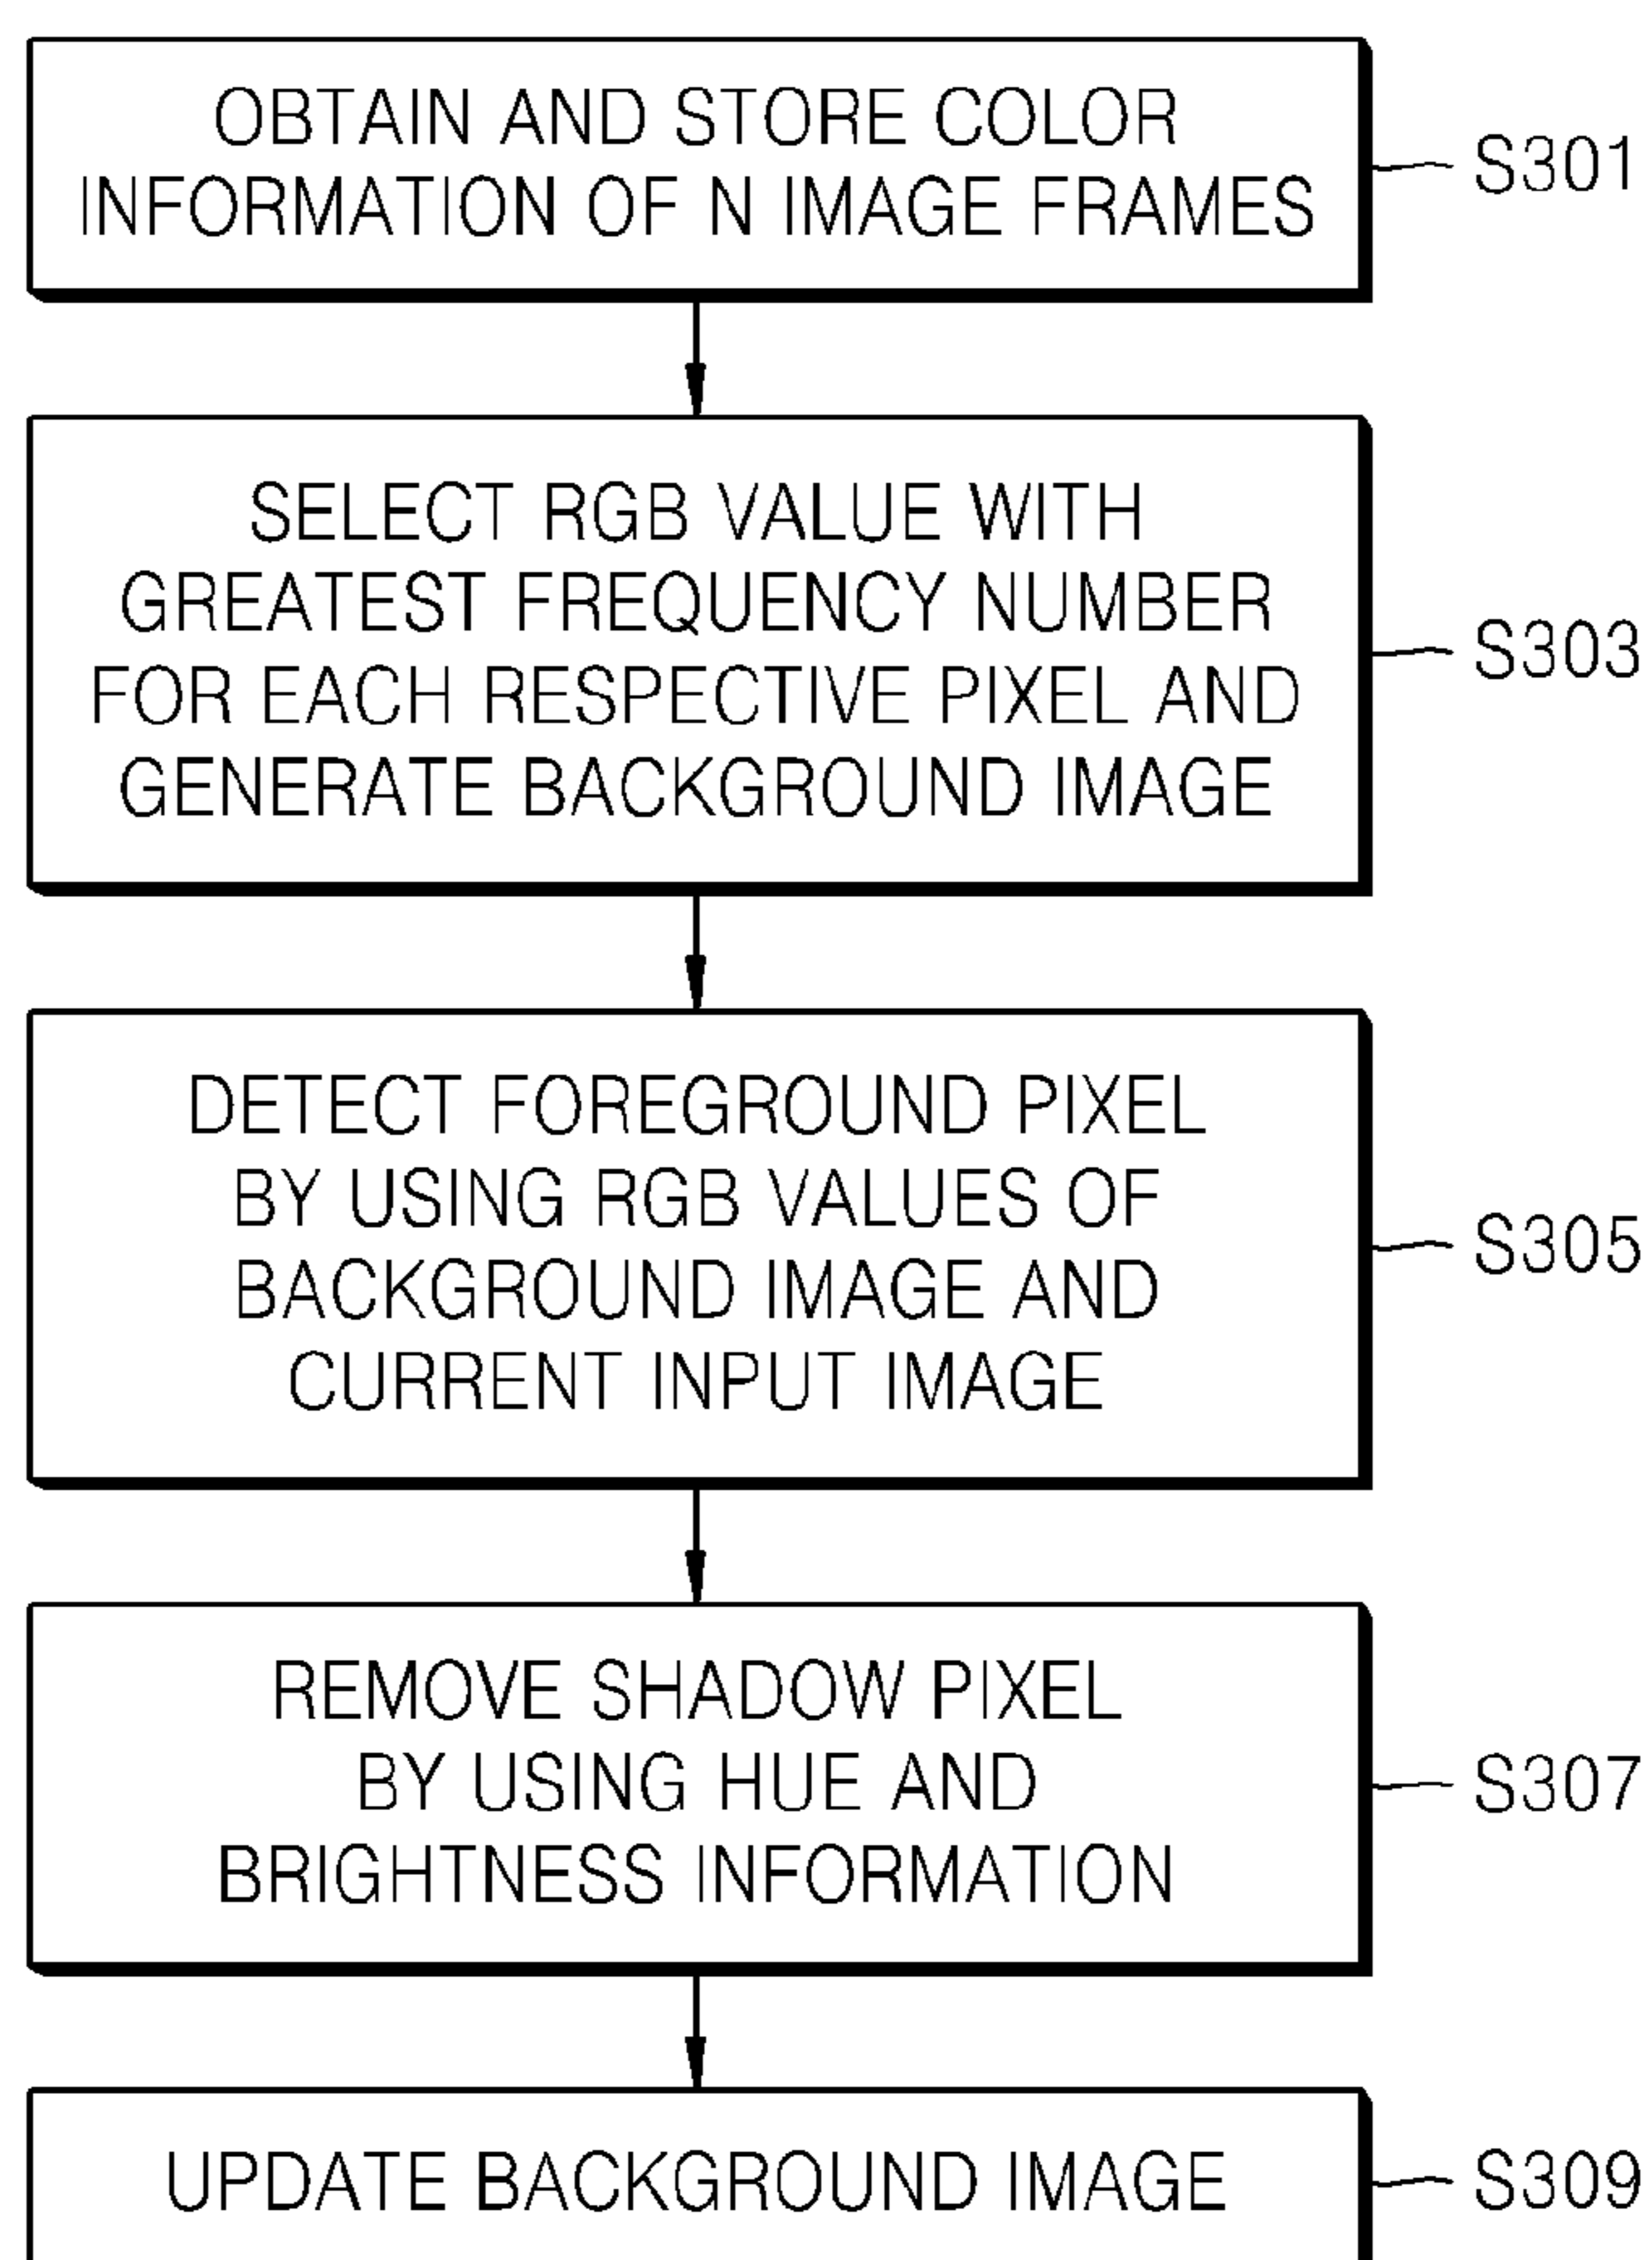 OBTAIN AND STORE COLOR
INFORMATION OF N IMAGE FRAMES
S301
SELECT RGB VALUE WITH
GREATEST FREQUENCY NUMBER
FOR EACH RESPECTIVE PIXEL AND
GENERATE BACKGROUND IMAGE
S303
DETECT FOREGROUND PIXEL
BY USING RGB VALUES OF
BACKGROUND IMAGE AND
CURRENT INPUT IMAGE
S305
REMOVE SHADOW PIXEL
BY USING HUE AND
BRIGHTNESS INFORMATION
S307
UPDATE BACKGROUND IMAGE
S309